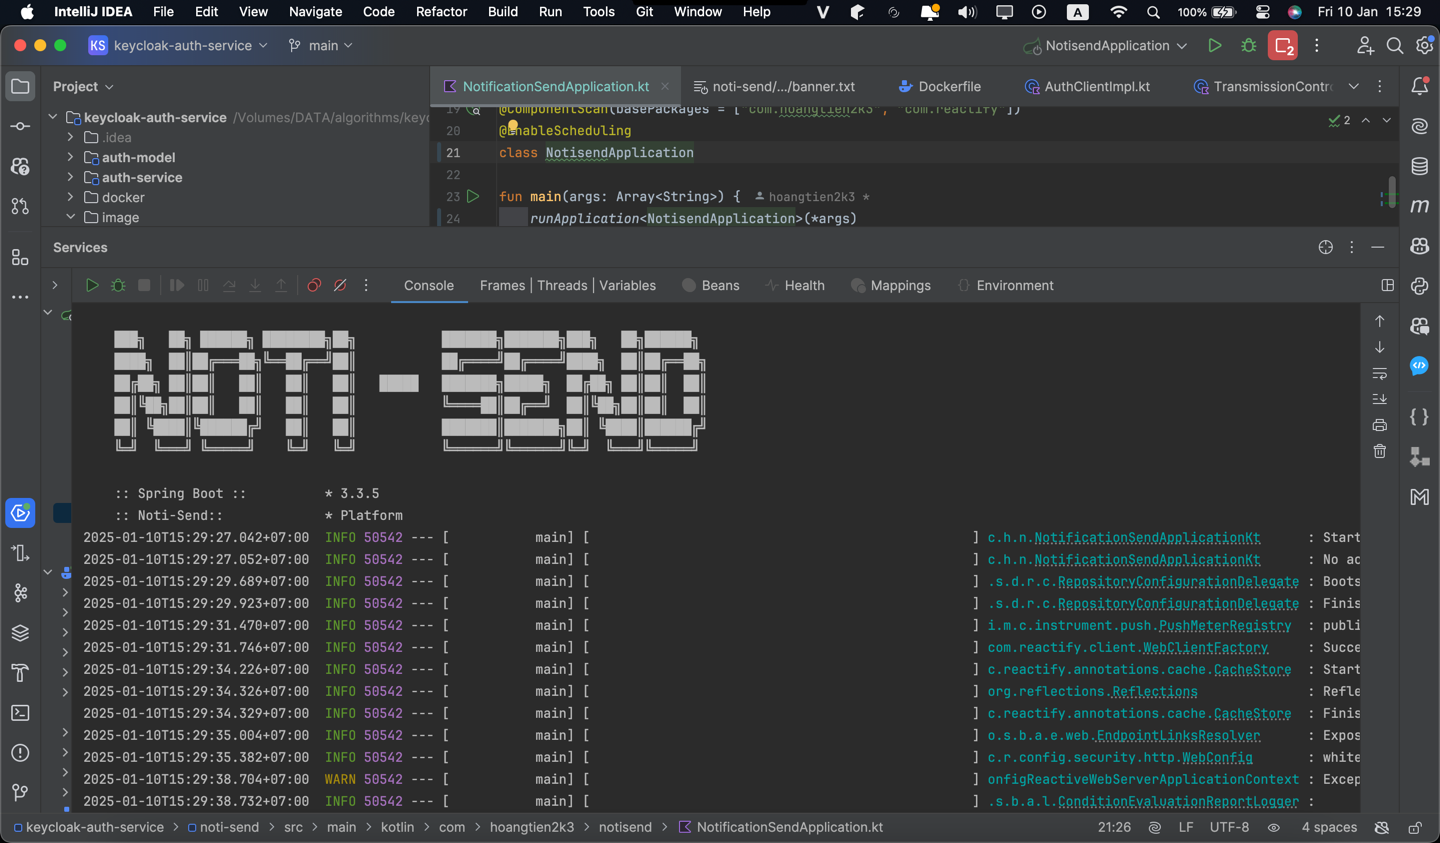 IntelliJ IDEA File Edit View Navigate Code Refactor Build Run Tools Git Window Help A 100% Fri 10 Jan 15:29
KS keycloak-auth-service main NotisendApplication 2
Project
NotificationSendApplication.kt noti-send/.../banner.txt Dockerfile AuthClientImpl.kt TransmissionContro
keycloak-auth-service /Volumes/DATA/algorithms/keyc
.idea
auth-model
auth-service
docker
image
19 @ComponentScan(basePackages = ["com.hoangtien2k3", "com.reactify"])
20 @EnableScheduling
21 class NotisendApplication
22
23 fun main(args: Array<String>) { hoangtien2k3 *
24 runApplication<NotisendApplication>(*args)
2
Services
Console Frames | Threads | Variables Beans Health Mappings Environment
NOTI - SEND
:: Spring Boot :: * 3.3.5
:: Noti-Send:: * Platform
2025-01-10T15:29:27.042+07:00 INFO 50542 --- [ main] [ ] c.h.n.NotificationSendApplicationKt : Start
2025-01-10T15:29:27.052+07:00 INFO 50542 --- [ main] [ ] c.h.n.NotificationSendApplicationKt : No ac
2025-01-10T15:29:29.689+07:00 INFO 50542 --- [ main] [ ] .s.d.r.c.RepositoryConfigurationDelegate : Boots
2025-01-10T15:29:29.923+07:00 INFO 50542 --- [ main] [ ] .s.d.r.c.RepositoryConfigurationDelegate : Finis
2025-01-10T15:29:31.470+07:00 INFO 50542 --- [ main] [ ] i.m.c.instrument.push.PushMeterRegistry : publi
2025-01-10T15:29:31.746+07:00 INFO 50542 --- [ main] [ ] com.reactify.client.WebClientFactory : Succe
2025-01-10T15:29:34.226+07:00 INFO 50542 --- [ main] [ ] c.reactify.annotations.cache.CacheStore : Start
2025-01-10T15:29:34.326+07:00 INFO 50542 --- [ main] [ ] org.reflections.Reflections : Refle
2025-01-10T15:29:34.329+07:00 INFO 50542 --- [ main] [ ] c.reactify.annotations.cache.CacheStore : Finis
2025-01-10T15:29:35.004+07:00 INFO 50542 --- [ main] [ ] o.s.b.a.e.web.EndpointLinksResolver : Expos
2025-01-10T15:29:35.382+07:00 INFO 50542 --- [ main] [ ] c.r.config.security.http.WebConfig : white
2025-01-10T15:29:38.704+07:00 WARN 50542 --- [ main] [ ] onfigReactiveWebServerApplicationContext : Excep
2025-01-10T15:29:38.732+07:00 INFO 50542 --- [ main] [ ] .s.b.a.l.ConditionEvaluationReportLogger :
keycloak-auth-service > noti-send > src > main > kotlin > com > hoangtien2k3 > notisend > NotificationSendApplication.kt 21:26 LF UTF-8 4 spaces